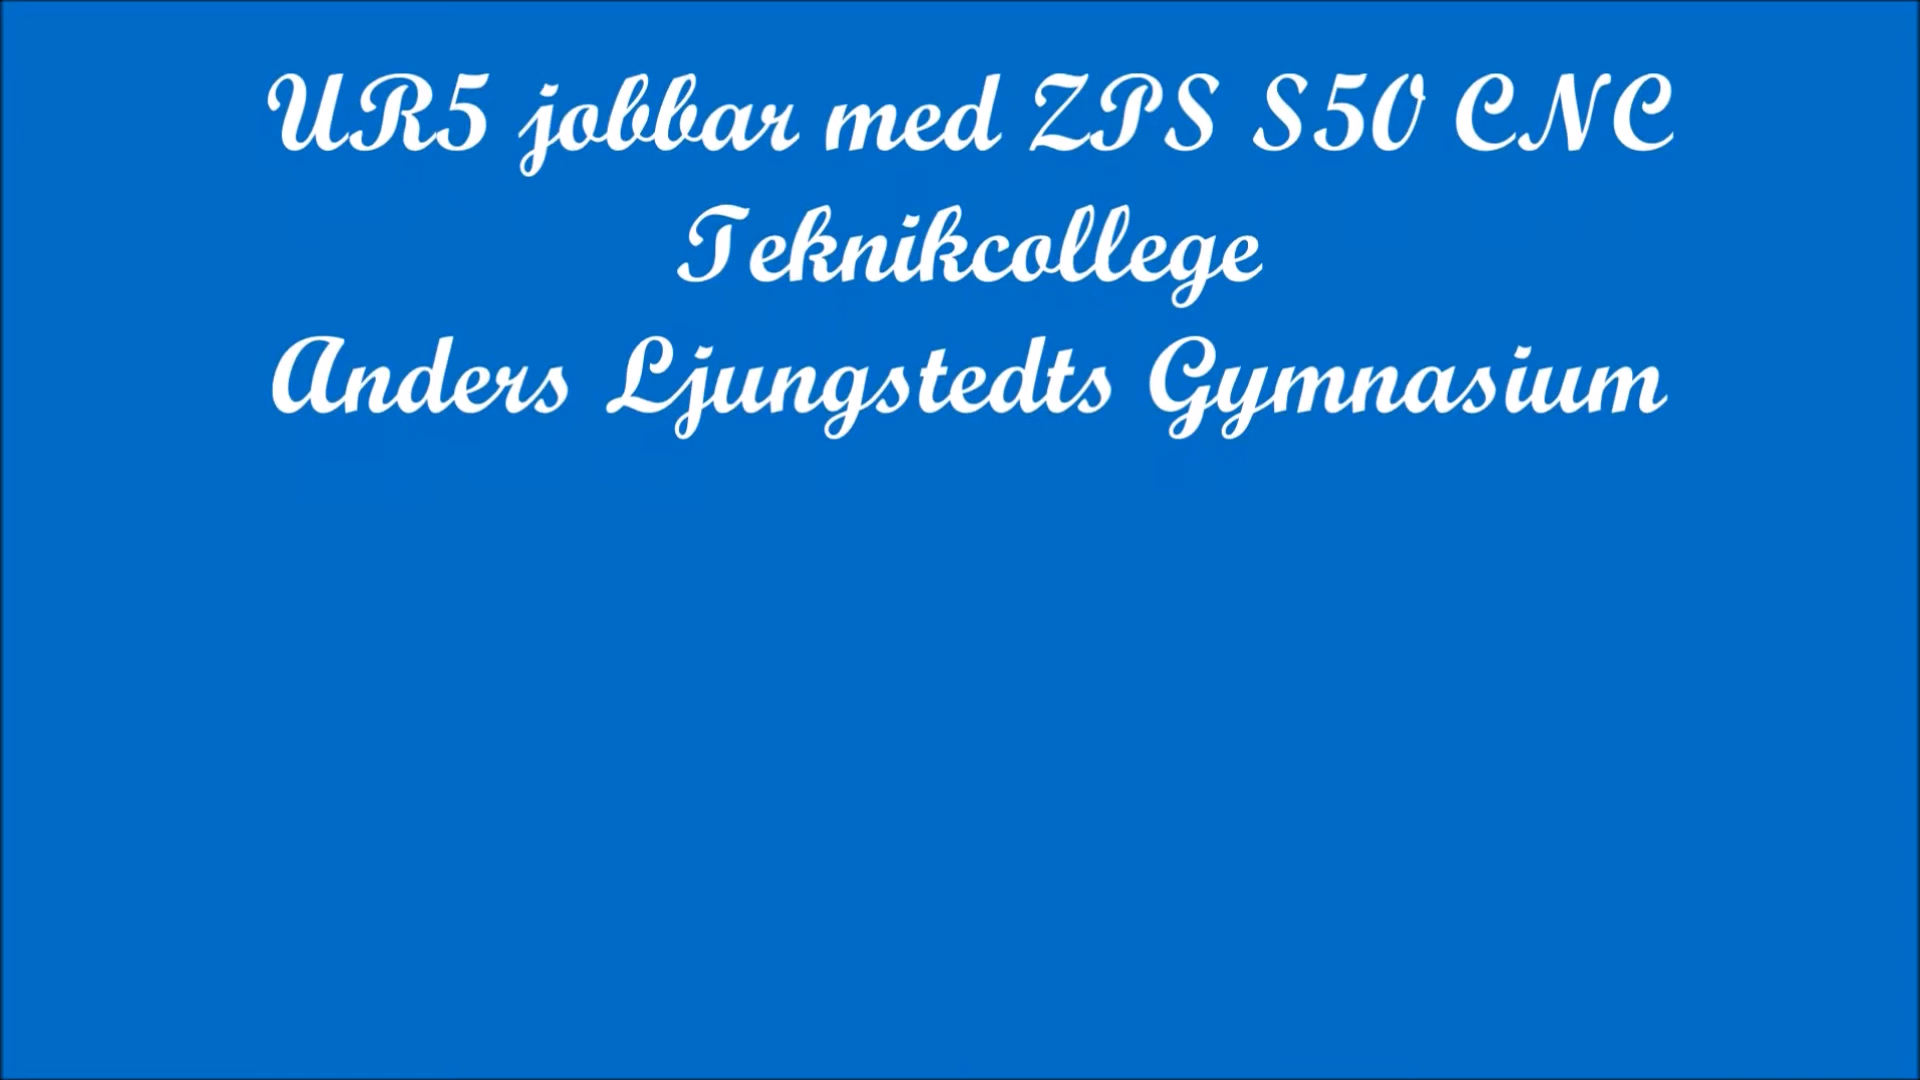 UR5 jobbar med ZPS S50 CNC
Teknikcollege
Anders Ljungstedts Gymnasium